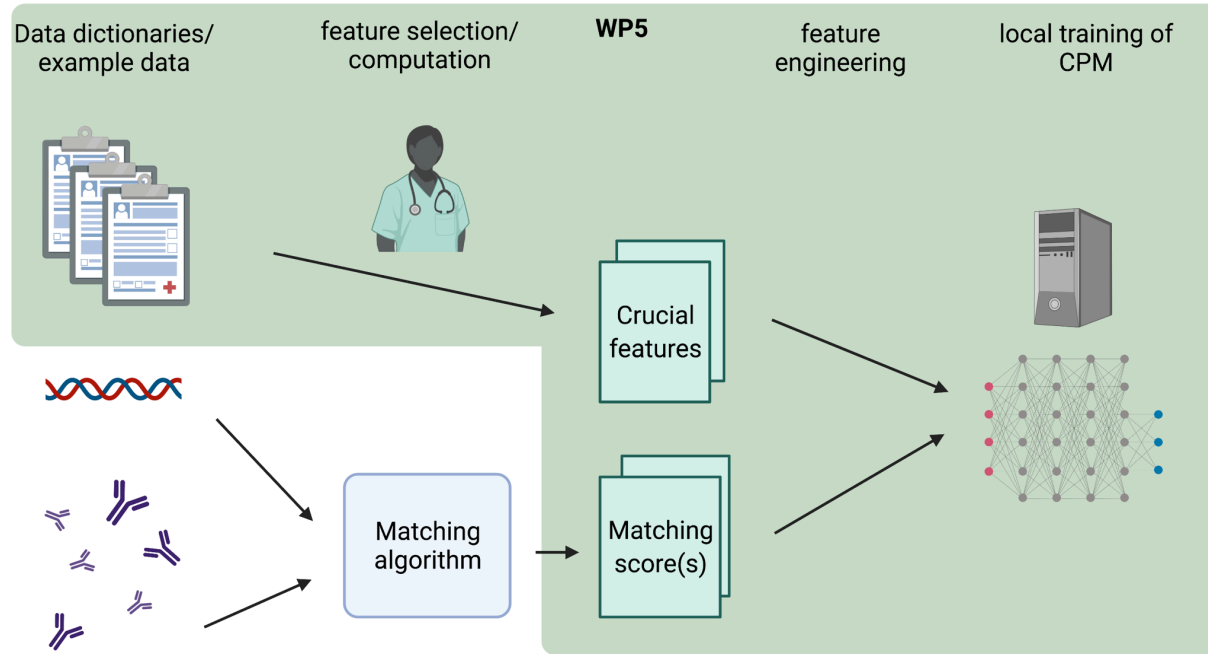 Data dictionaries/
example data
feature selection/
computation
WP5
feature
engineering
local training of
CPM
Crucial
features
Matching
algorithm
Matching
score(s)